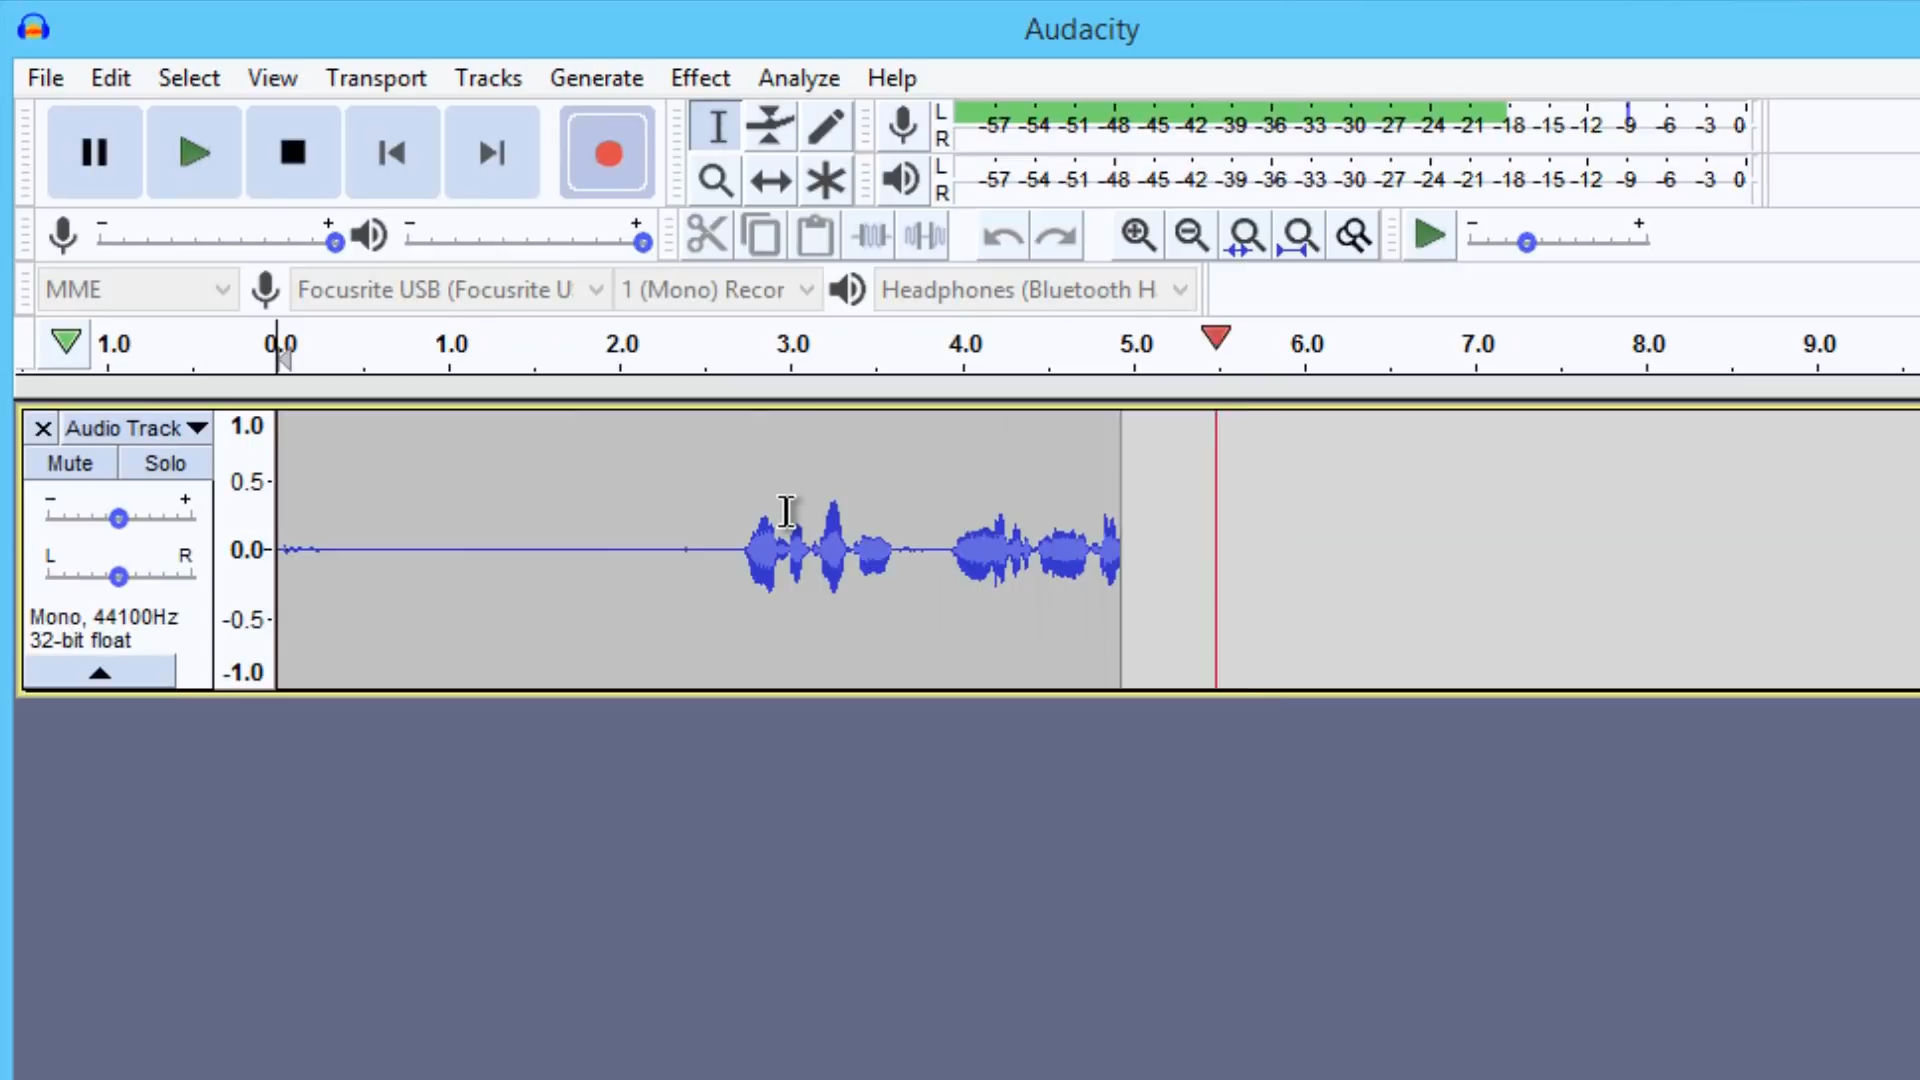 Audacity
File Edit Select View Transport Tracks Generate Effect Analyze Help
L
-57 -54 -51 -48 -45 -42 -39 -36 -33 -30 -27 -24 -21 -18 -15 -12 -9 -6 -3 0
R
L
-57 -54 -51 -48 -45 -42 -39 -36 -33 -30 -27 -24 -21 -18 -15 -12 -9 -6 -3 0
R
- + - + - +
MME Focusrite USB (Focusrite U 1 (Mono) Recor Headphones (Bluetooth H
1.0 0.0 1.0 2.0 3.0 4.0 5.0 6.0 7.0 8.0 9.0
Audio Track 1.0
Mute Solo
0.5-
- +
0.0-
L R
Mono, 44100Hz
-0.5-
32-bit float
-1.0